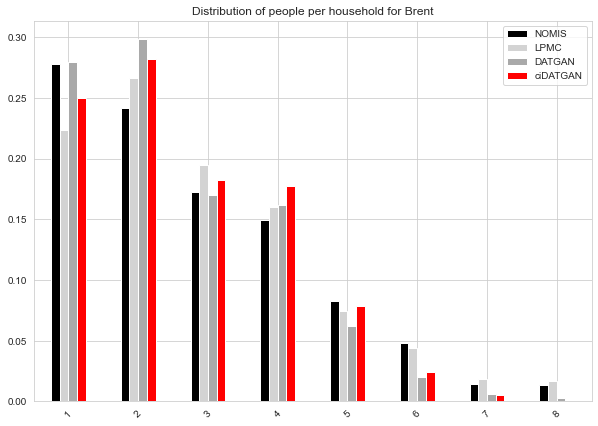 Distribution of people per household for Brent
NOMIS
LPMC
DATGAN
ciDATGAN
0.30
0.25
0.20
0.15
0.10
0.05
0.00
1 2 3 4 5 6 7 8